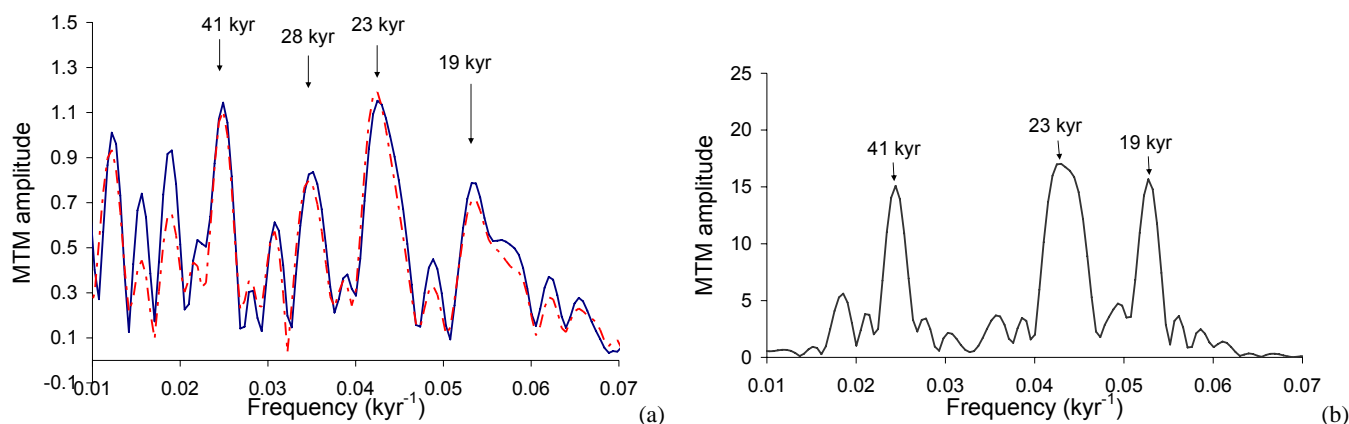 1.5
1.3
1.1
0.9
0.7
0.5
0.3
0.1
-0.1
MTM amplitude
41 kyr
28 kyr
23 kyr
19 kyr
0.01 0.02 0.03 0.04 0.05 0.06 0.07
Frequency (kyr-1)
(a)
25
20
15
10
5
0
MTM amplitude
41 kyr
23 kyr
19 kyr
0.01 0.02 0.03 0.04 0.05 0.06 0.07
Frequency (kyr-1)
(b)